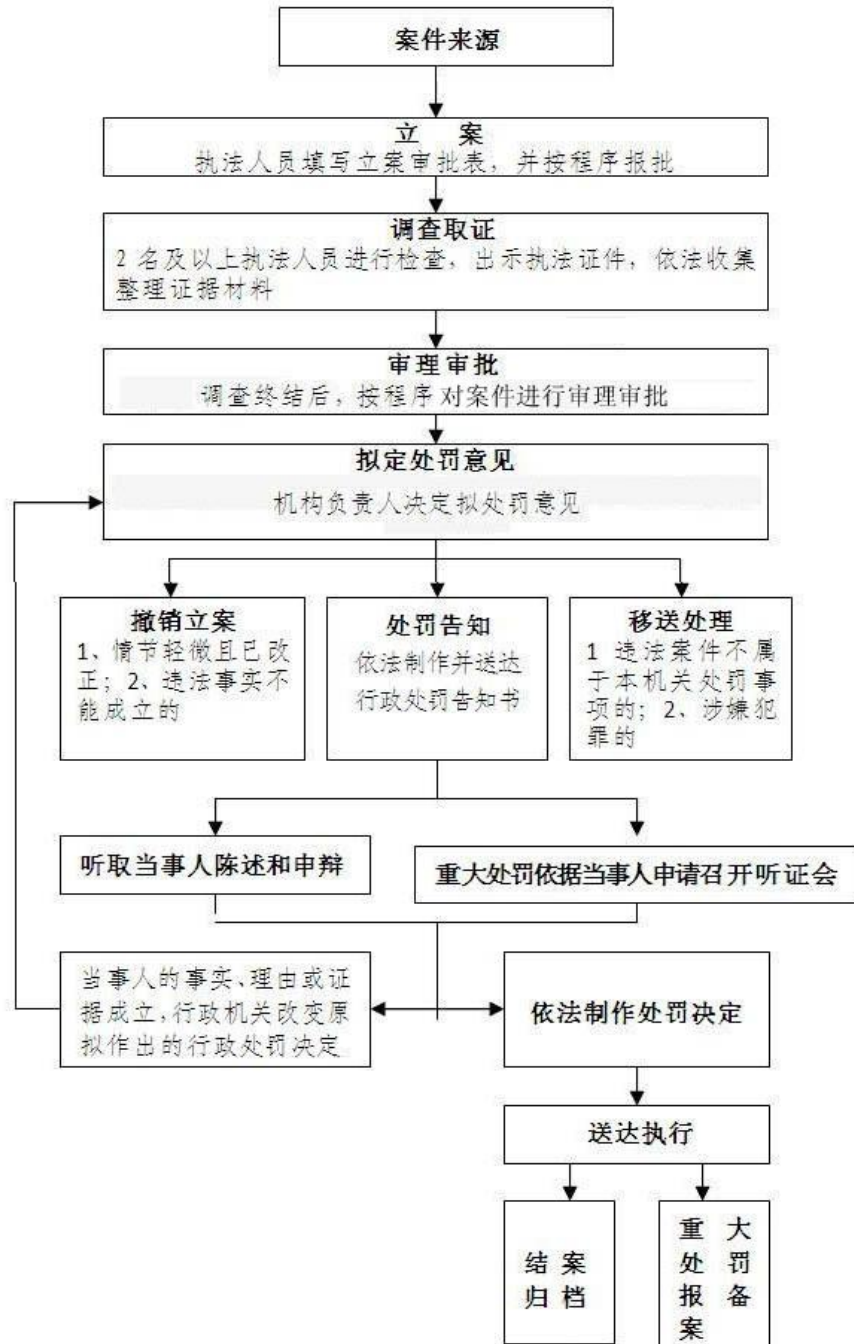 案件来源
立 案
执法人员填写立案审批表，并按程序报批
调查取证
2 名及以上执法人员进行检查，出示执法证件，依法收集
整理证据材料
审理审批
调查终结后，按程序对案件进行审理审批
拟定处罚意见
机构负责人决定拟处罚意见
撤销立案
1、情节轻微且已改
正；2、违法事实不
能成立的
处罚告知
依法制作并送达
行政处罚告知书
移送处理
1 违法案件不属
于本机关处罚事
项的；2、涉嫌犯
罪的
听取当事人陈述和申辩
重大处罚依据当事人申请召开听证会
当事人的事实、理由或证
据成立，行政机关改变原
拟作出的行政处罚决定
依法制作处罚决定
送达执行
结 案
归 档
重 大
处 罚
报 备
案